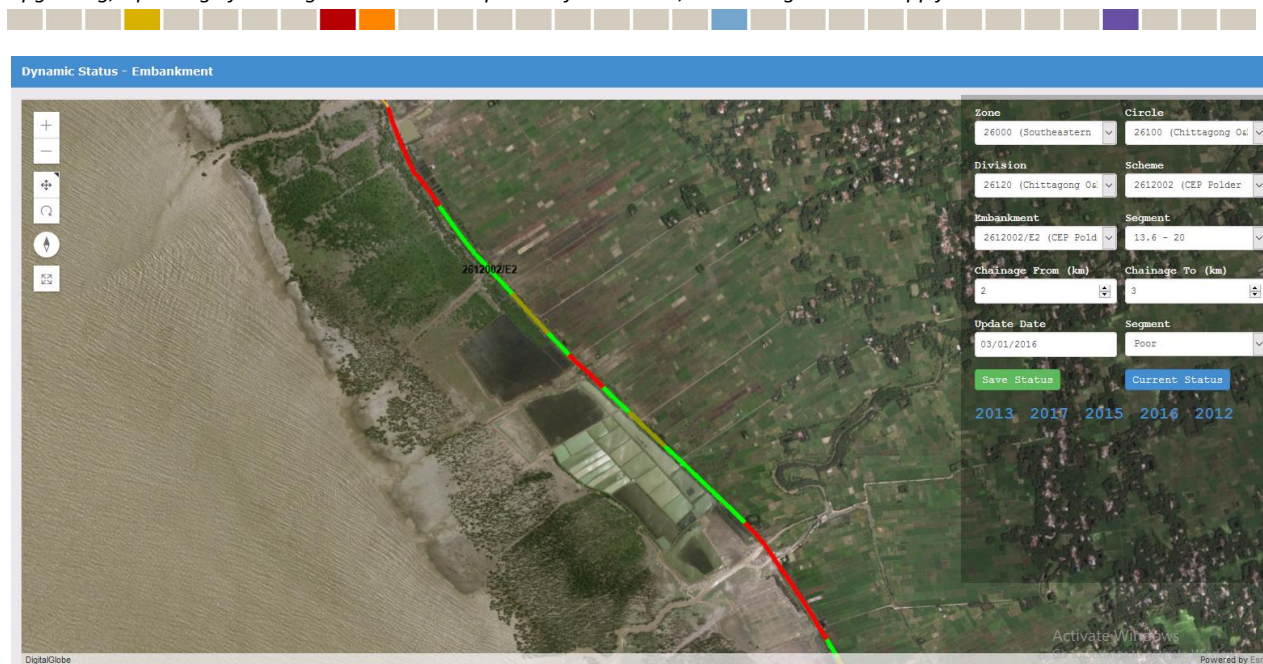 Dynamic Status - Embankment
Zone Circle
26000 (Southeastern 26100 (Chittagong O&
Division Scheme
26120 (Chittagong O& 2612002 (CEP Polder
Embankment Segment
2612002/E2 (CEP Pold 13.6 - 20
2612002/E2
Chainage From (km) Chainage To (km)
2 3
Update Date Segment
03/01/2016 Poor
Save Status Current Status
2013 2017 2015 2016 2012
Activate Windows
DigitalGlobe Powered by Esri